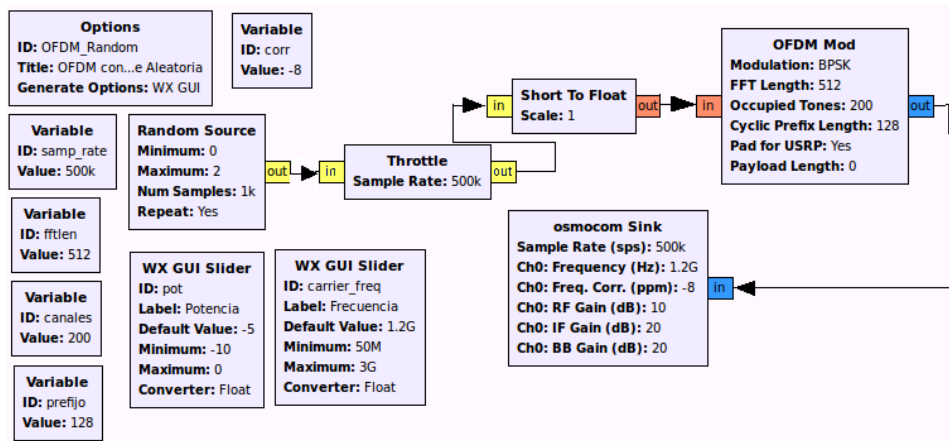 Options
ID: OFDM_Random
Title: OFDM con...e Aleatoria
Generate Options: WX GUI
Variable
ID: corr
Value: -8
Variable
ID: samp_rate
Value: 500k
Random Source
Minimum: 0
Maximum: 2
Num Samples: 1k
Repeat: Yes
out
in
Throttle
Sample Rate: 500k
out
in
Short To Float
Scale: 1
out
in
OFDM Mod
Modulation: BPSK
FFT Length: 512
Occupied Tones: 200
Cyclic Prefix Length: 128
Pad for USRP: Yes
Payload Length: 0
out
Variable
ID: fftlen
Value: 512
Variable
ID: canales
Value: 200
Variable
ID: prefijo
Value: 128
WX GUI Slider
ID: pot
Label: Potencia
Default Value: -5
Minimum: -10
Maximum: 0
Converter: Float
WX GUI Slider
ID: carrier_freq
Label: Frecuencia
Default Value: 1.2G
Minimum: 50M
Maximum: 3G
Converter: Float
osmocom Sink
Sample Rate (sps): 500k
Ch0: Frequency (Hz): 1.2G
Ch0: Freq. Corr. (ppm): -8
Ch0: RF Gain (dB): 10
Ch0: IF Gain (dB): 20
Ch0: BB Gain (dB): 20
in